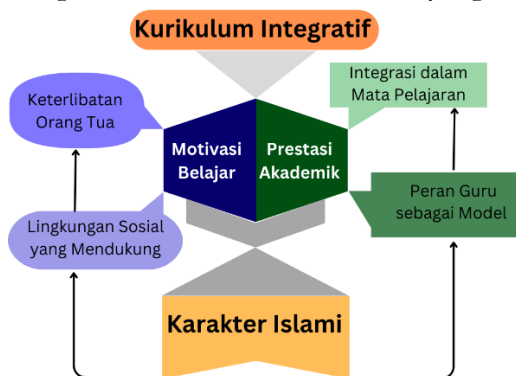 Kurikulum Integratif
Keterlibatan
Orang Tua
Integrasi dalam
Mata Pelajaran
Motivasi
Belajar
Prestasi
Akademik
Lingkungan Sosial
yang Mendukung
Peran Guru
sebagai Model
Karakter Islami